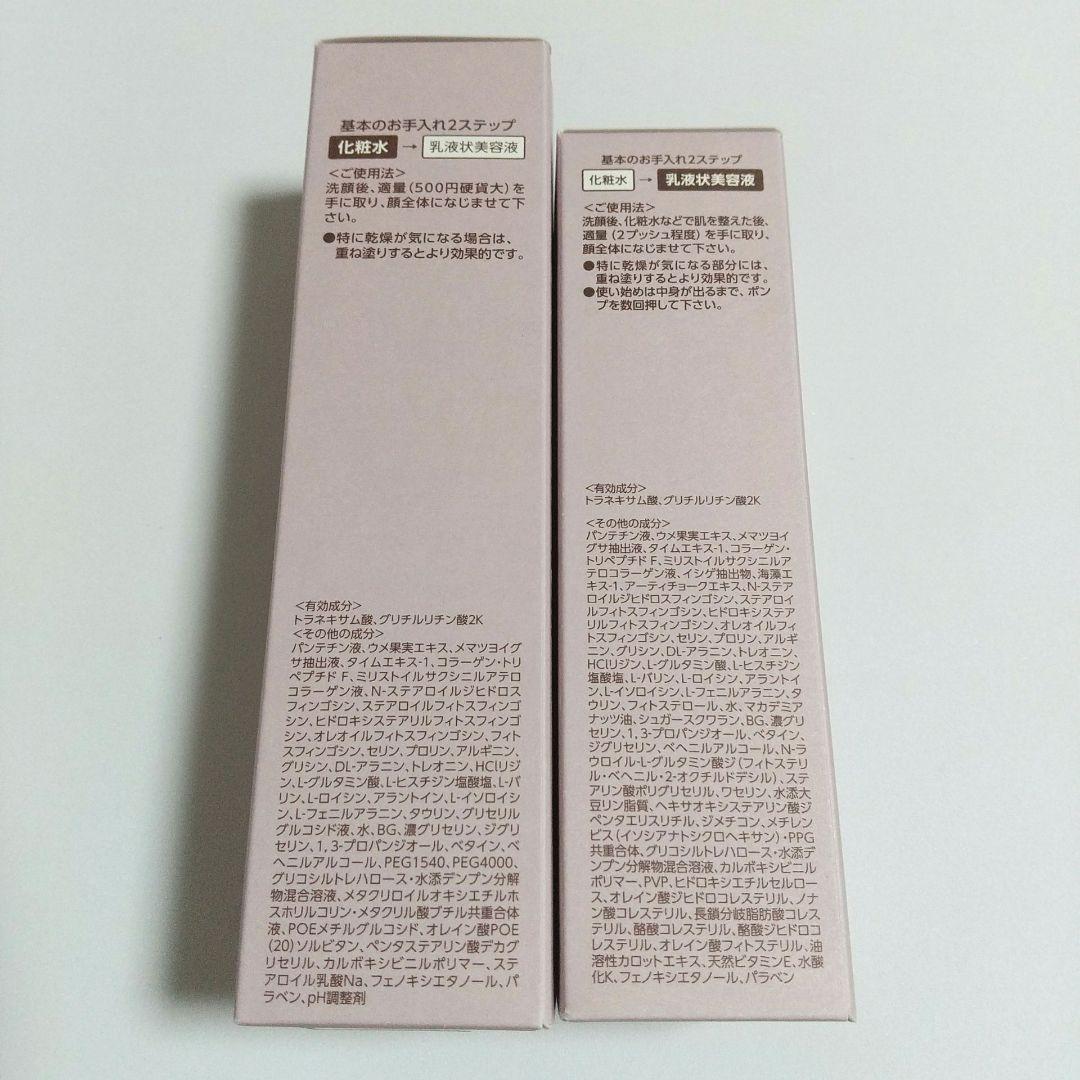 基本のお手入れ2ステップ
化粧水 → 乳液状美容液
＜ご使用法＞
洗顔後、適量（500円硬貨大）を
手に取り、顔全体になじませて下
さい。
●特に乾燥が気になる場合は、
重ね塗りするとより効果的です。
＜有効成分＞
トラネキサム酸、グリチルリチン酸2K
＜その他の成分＞
パンテチン液、ウメ果実エキス、メマツヨイグ
サ抽出液、タイムエキス-1、コラーゲン・トリ
ペプチド F、ミリストイルサクシニルアテロ
コラーゲン液、N-ステアロイルジヒドロス
フィンゴシン、ステアロイルフィトスフィンゴ
シン、ヒドロキシステアリルフィトスフィンゴ
シン、オレオイルフィトスフィンゴシン、フィト
スフィンゴシン、セリン、プロリン、アルギニン、
グリシン、DL-アラニン、トレオニン、HClリジ
ン、L-グルタミン酸、L-ヒスチジン塩酸塩、L-バ
リン、L-ロイシン、アラントイン、L-イソロイシ
ン、L-フェニルアラニン、タウリン、グリセリル
グルコシド液、水、BG、濃グリセリン、ジグリ
セリン、1，3-プロパンジオール、ベタイン、ベ
ヘニルアルコール、PEG1540、PEG4000、
グリコシルトレハロース・水添デンプン分解
物混合溶液、メタクリロイルオキシエチルホ
スホリルコリン・メタクリル酸ブチル共重合体
液、POEメチルグルコシド、オレイン酸POE
（20）ソルビタン、ペンタステアリン酸デカグ
リセリル、カルボキシビニルポリマー、ステ
アロイル乳酸Na、フェノキシエタノール、パ
ラベン、pH調整剤
基本のお手入れ2ステップ
化粧水 → 乳液状美容液
＜ご使用法＞
洗顔後、化粧水などで肌を整えた後、
適量（2プッシュ程度）を手に取り、
顔全体になじませて下さい。
●特に乾燥が気になる部分には、
重ね塗りするとより効果的です。
●使い始めは中身が出るまで、ポン
プを数回押して下さい。
＜有効成分＞
トラネキサム酸、グリチルリチン酸2K
＜その他の成分＞
パンテチン液、ウメ果実エキス、メマツヨイ
グサ抽出液、タイムエキス-1、コラーゲン・
トリペプチド F、ミリストイルサクシニルア
テロコラーゲン液、イシゲ抽出物、海藻エ
キス-1、アーティチョークエキス、N-ステア
ロイルジヒドロスフィンゴシン、ステアロイ
ルフィトスフィンゴシン、ヒドロキシステア
リルフィトスフィンゴシン、オレオイルフィ
トスフィンゴシン、セリン、プロリン、アルギ
ニン、グリシン、DL-アラニン、トレオニン、
HClリジン、L-グルタミン酸、L-ヒスチジン
塩酸塩、L-バリン、L-ロイシン、アラントイ
ン、L-イソロイシン、L-フェニルアラニン、タ
ウリン、フィトステロール、水、マカデミア
ナッツ油、シュガースクワラン、BG、濃グリ
セリン、1，3-プロパンジオール、ベタイン、
ジグリセリン、ベヘニルアルコール、N-ラ
ウロイル-L-グルタミン酸ジ（フィトステリ
ル・ベヘニル・2-オクチルドデシル）、ステ
アリン酸ポリグリセリル、ワセリン、水添大
豆リン脂質、ヘキサオキシステアリン酸ジ
ペンタエリスリチル、ジメチコン、メチレン
ビス（イソシアナトシクロヘキサン）・PPG
共重合体、グリコシルトレハロース・水添デ
ンプン分解物混合溶液、カルボキシビニル
ポリマー、PVP、ヒドロキシエチルセルロー
ス、オレイン酸ジヒドロコレステリル、ノナ
ン酸コレステリル、長鎖分岐脂肪酸コレス
テリル、酪酸コレステリル、酪酸ジヒドロコ
レステリル、オレイン酸フィトステリル、油
溶性カロットエキス、天然ビタミンE、水酸
化K、フェノキシエタノール、パラベン